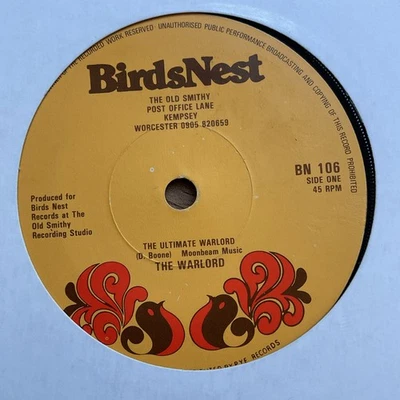 OF THE RECORDED WORK RESERVED · UNAUTHORISED PUBLIC PERFORMANCE BROADCASTING AND COPYING OF THIS RECORD PROHIBITED
BirdsNest
THE OLD SMITHY
POST OFFICE LANE
KEMPSEY
WORCESTER 0905 820659
BN 106
SIDE ONE
45 RPM
Produced for
Birds Nest
Records at The
Old Smithy
Recording Studio
THE ULTIMATE WARLORD
(D. Boone) Moonbeam Music
THE WARLORD
RECORDS